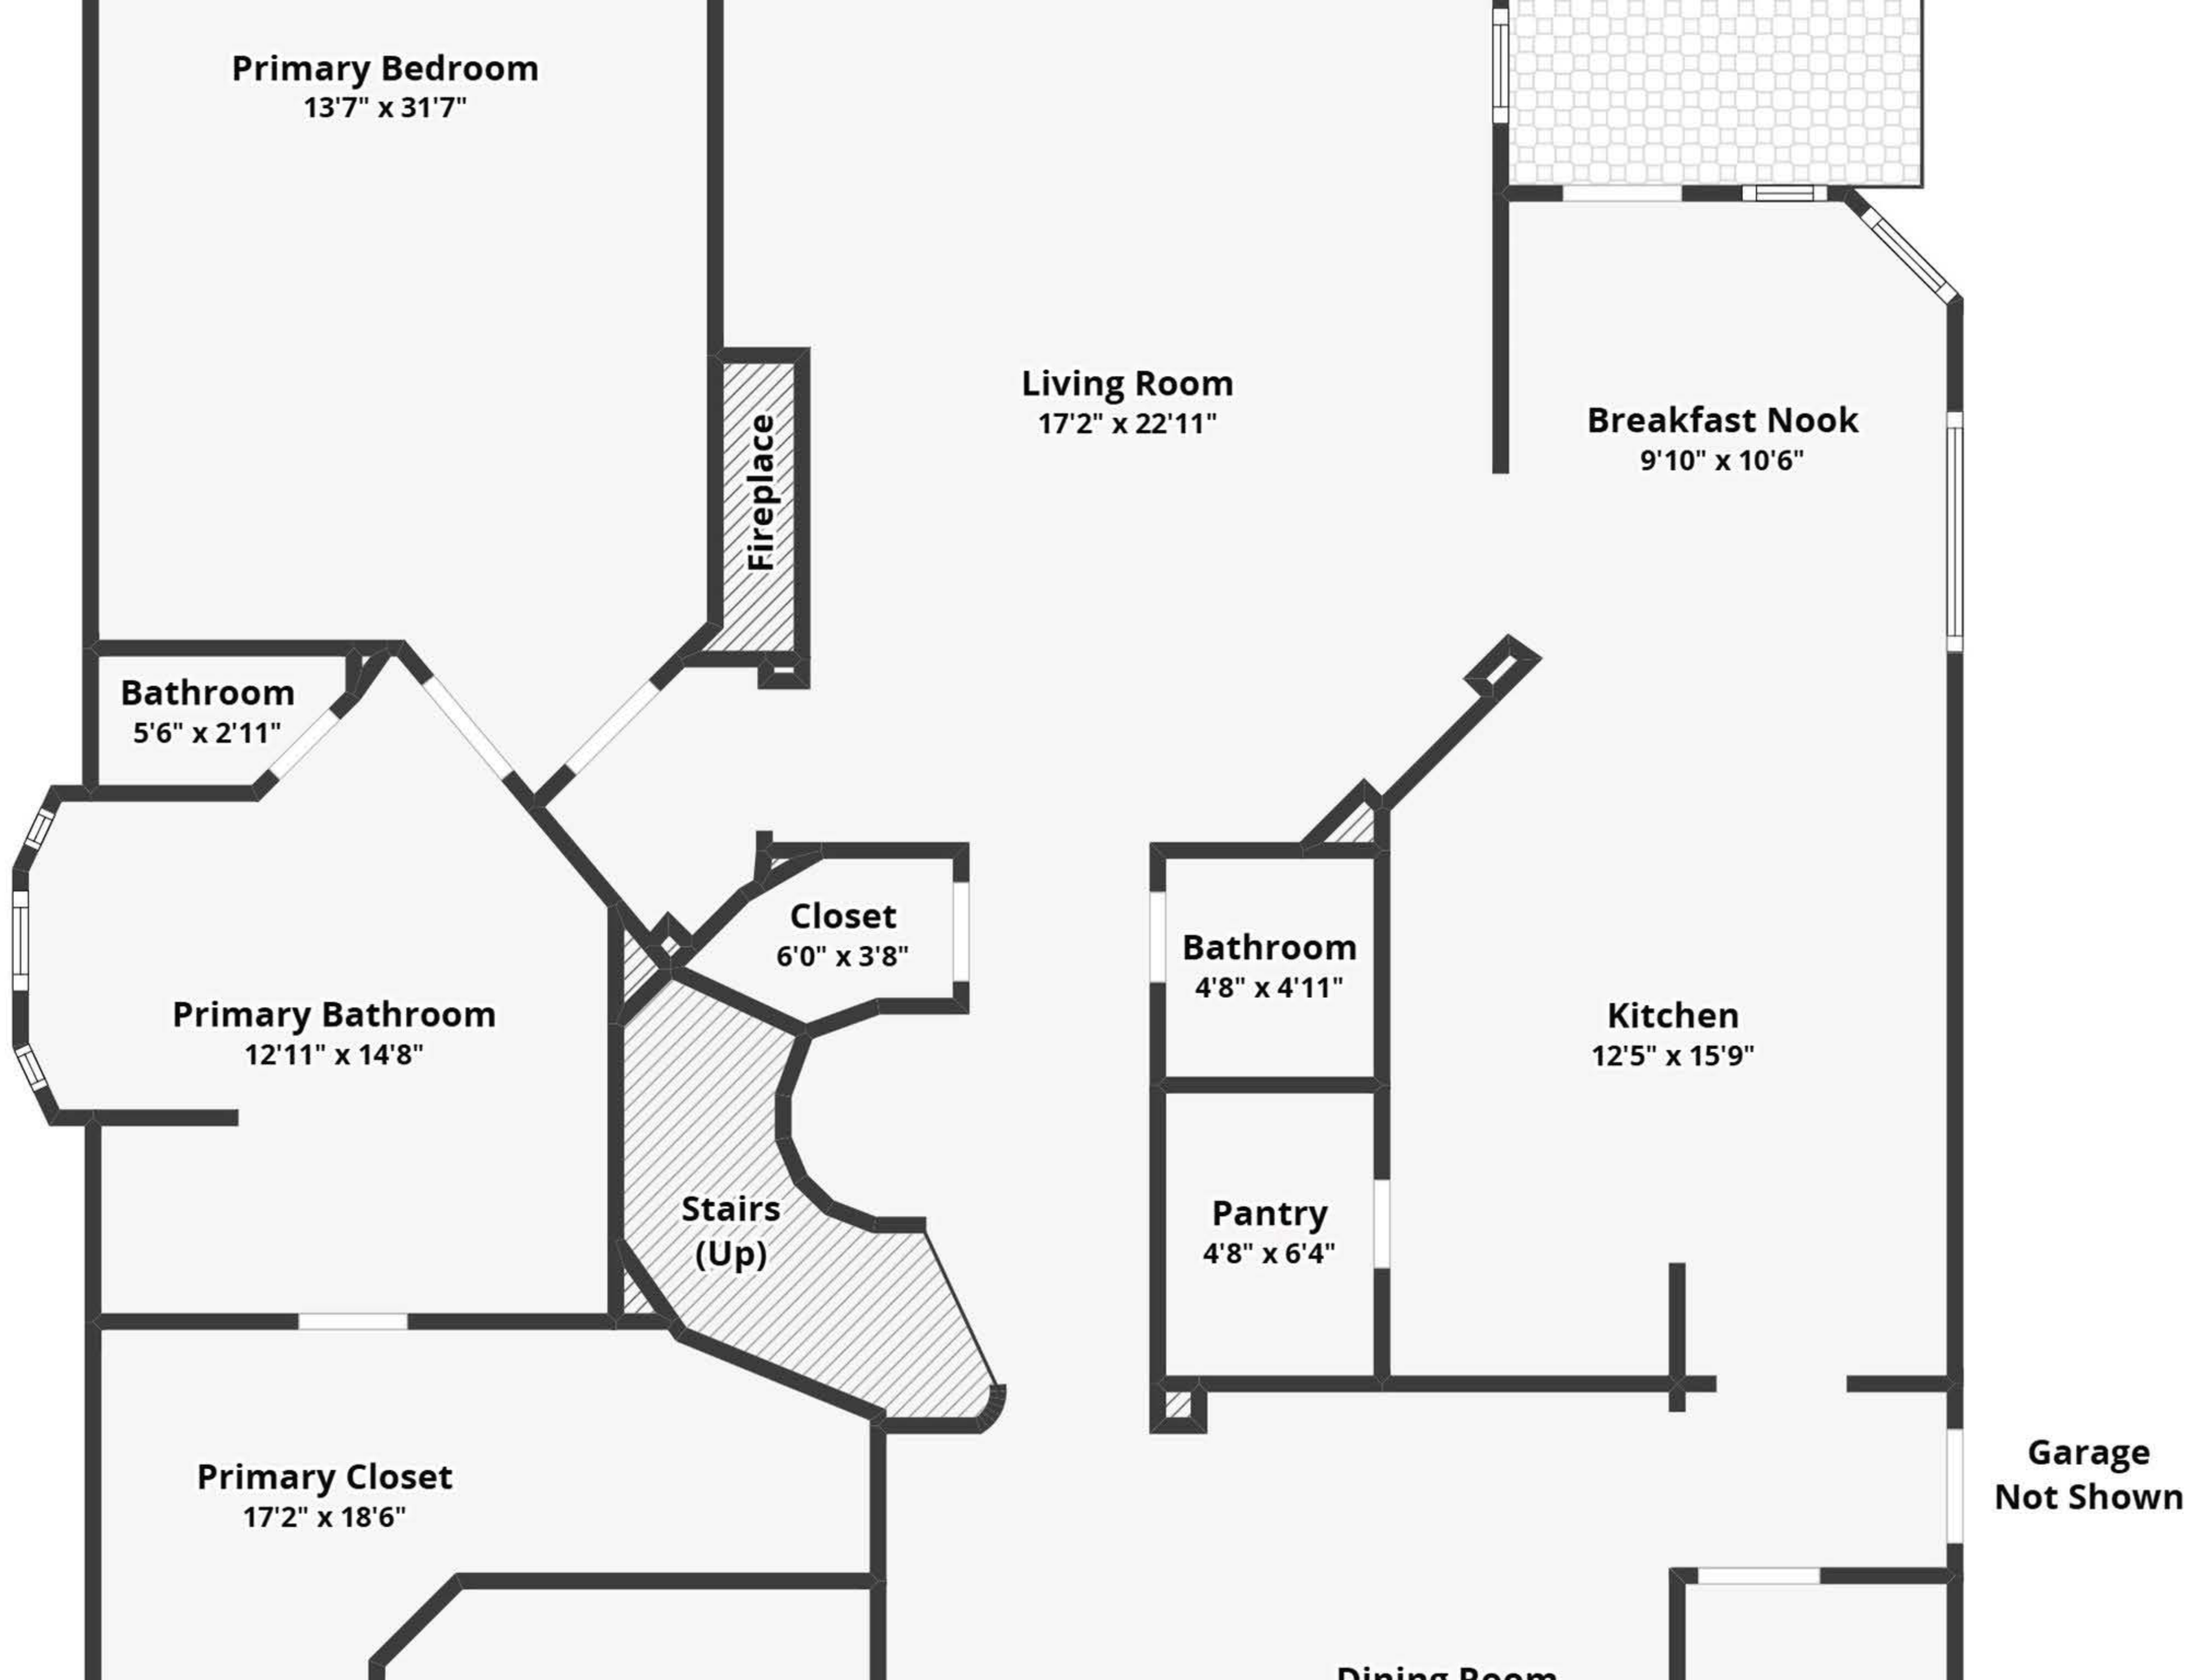 Primary Bedroom
13'7" x 31'7"
Living Room
17'2" x 22'11"
Breakfast Nook
9'10" x 10'6"
Fireplace
Bathroom
5'6" x 2'11"
Closet
6'0" x 3'8"
Bathroom
4'8" x 4'11"
Primary Bathroom
12'11" x 14'8"
Kitchen
12'5" x 15'9"
Stairs
(Up)
Pantry
4'8" x 6'4"
Primary Closet
17'2" x 18'6"
Garage
Not Shown
Dining Room